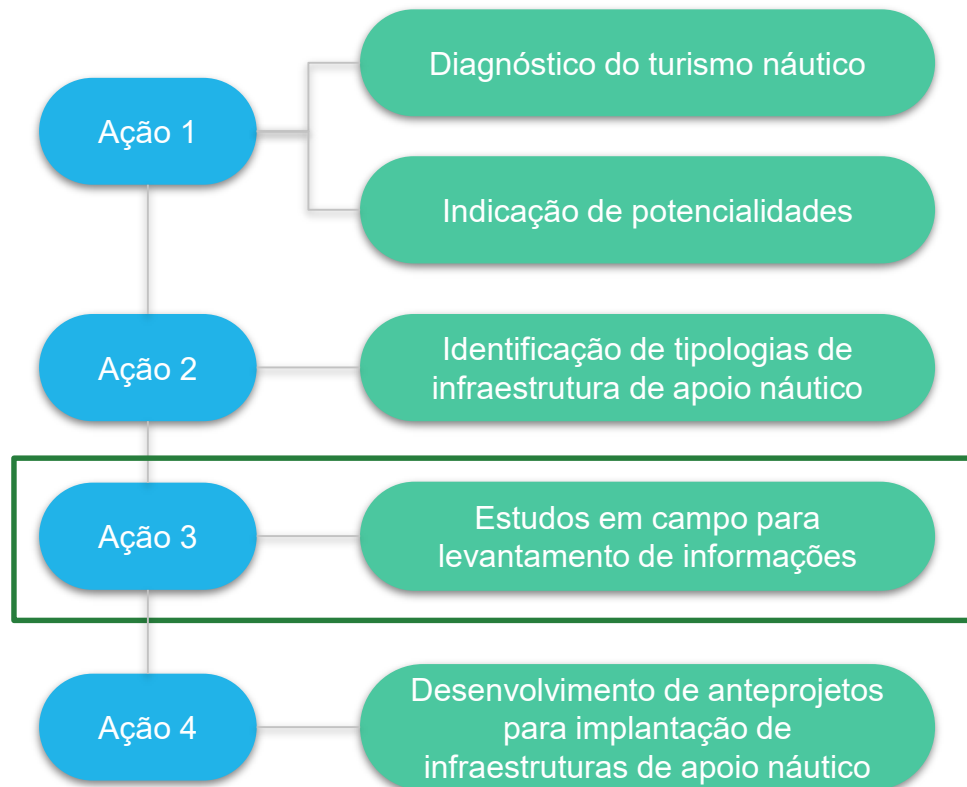 Ação 1
Diagnóstico do turismo náutico
Indicação de potencialidades
Ação 2
Identificação de tipologias de
infraestrutura de apoio náutico
Ação 3
Estudos em campo para
levantamento de informações
Ação 4
Desenvolvimento de anteprojetos
para implantação de
infraestruturas de apoio náutico